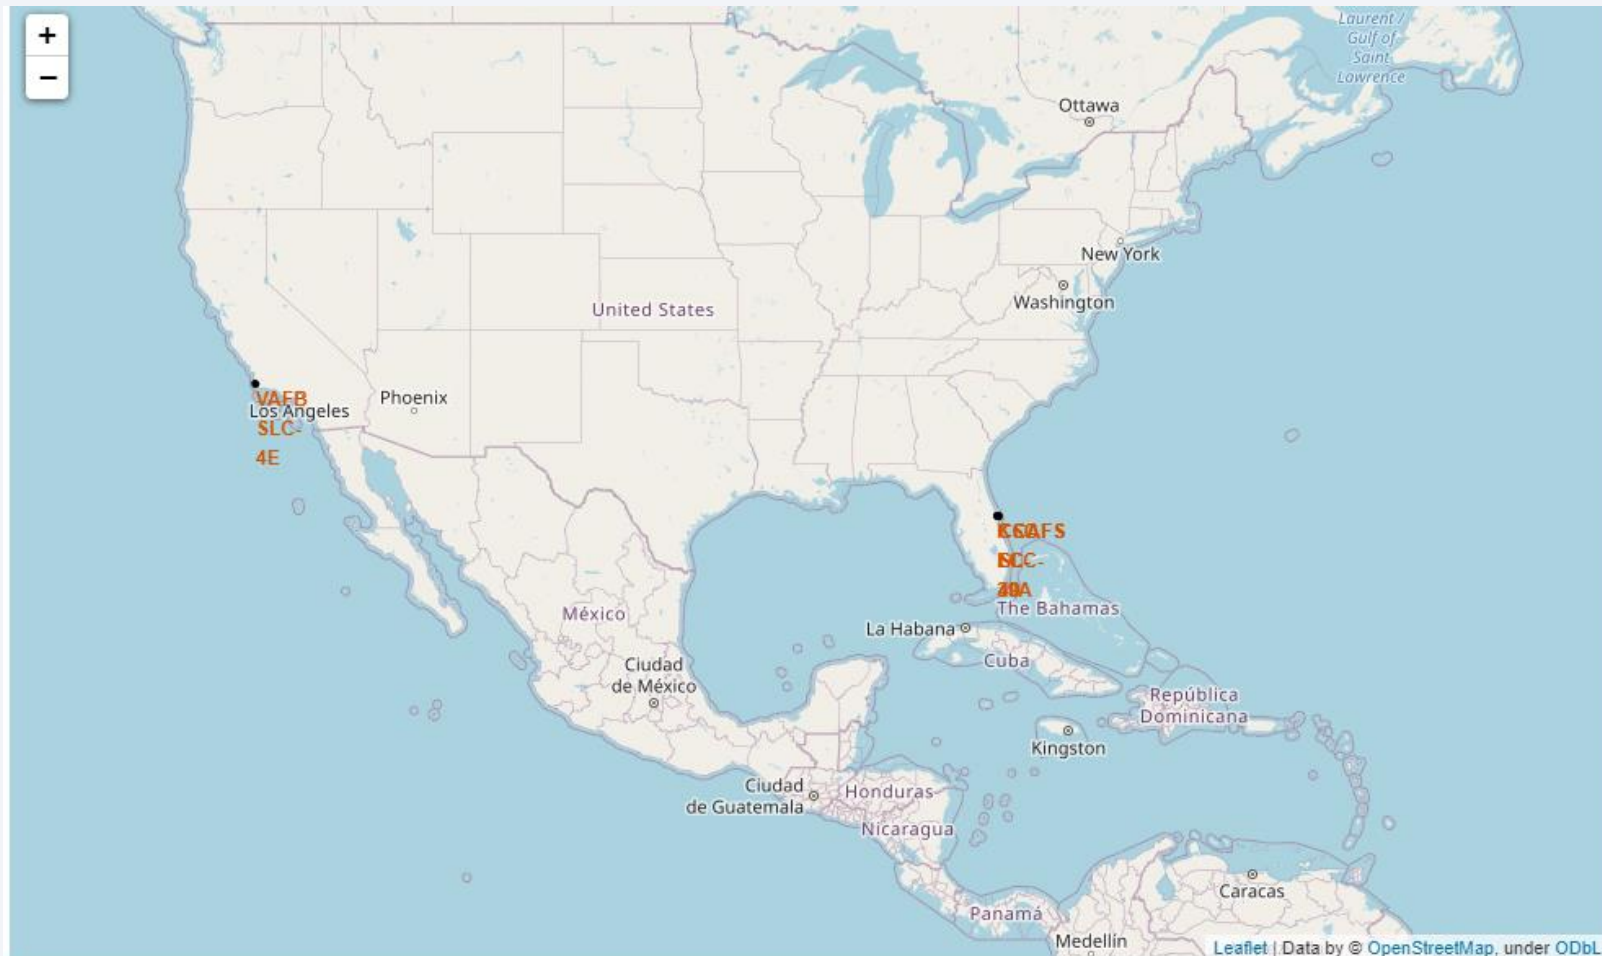 +
−
Laurent /
Gulf of
Saint
Lawrence
Ottawa
New York
Washington
United States
VAFB
Los Angeles
SLC-
4E
Phoenix
The Bahamas
La Habana
Cuba
México
Ciudad
de México
República
Dominicana
Kingston
Ciudad
de Guatemala
Honduras
Nicaragua
Caracas
Panamá
Medellín
Leaflet | Data by © OpenStreetMap, under ODbL